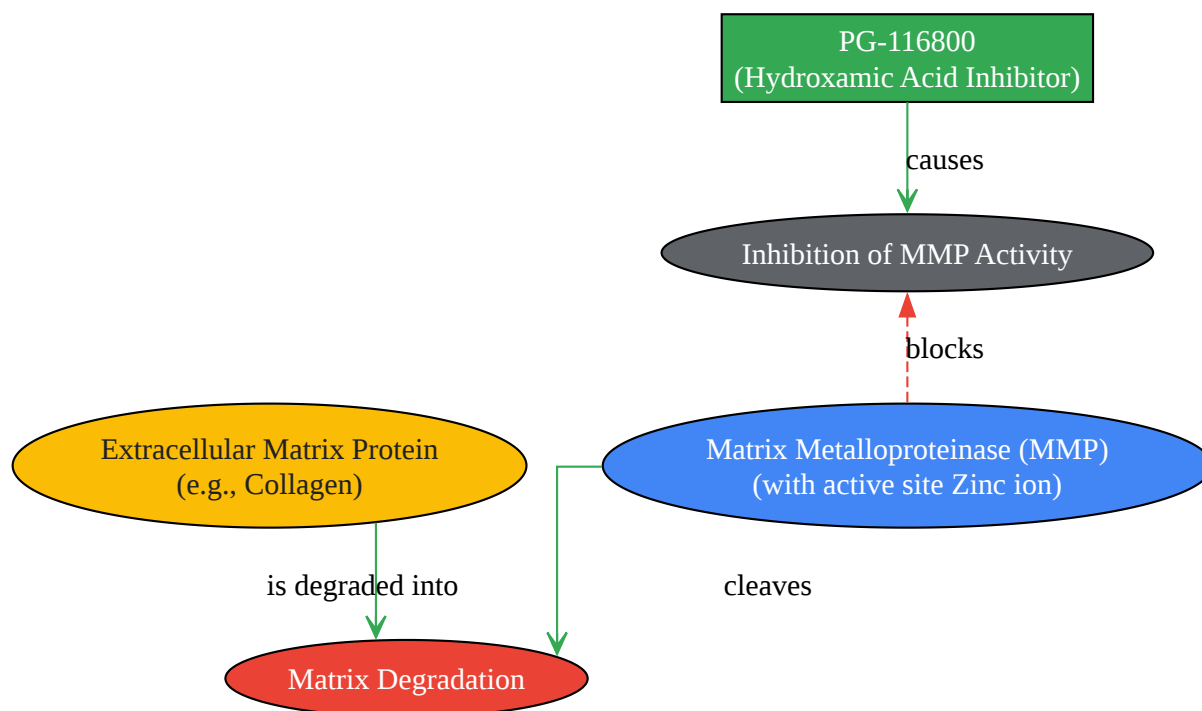 PG-116800
(Hydroxamic Acid Inhibitor)
causes
Inhibition of MMP Activity
blocks
Extracellular Matrix Protein
(e.g., Collagen)
Matrix Metalloproteinase (MMP)
(with active site Zinc ion)
is degraded into
cleaves
Matrix Degradation